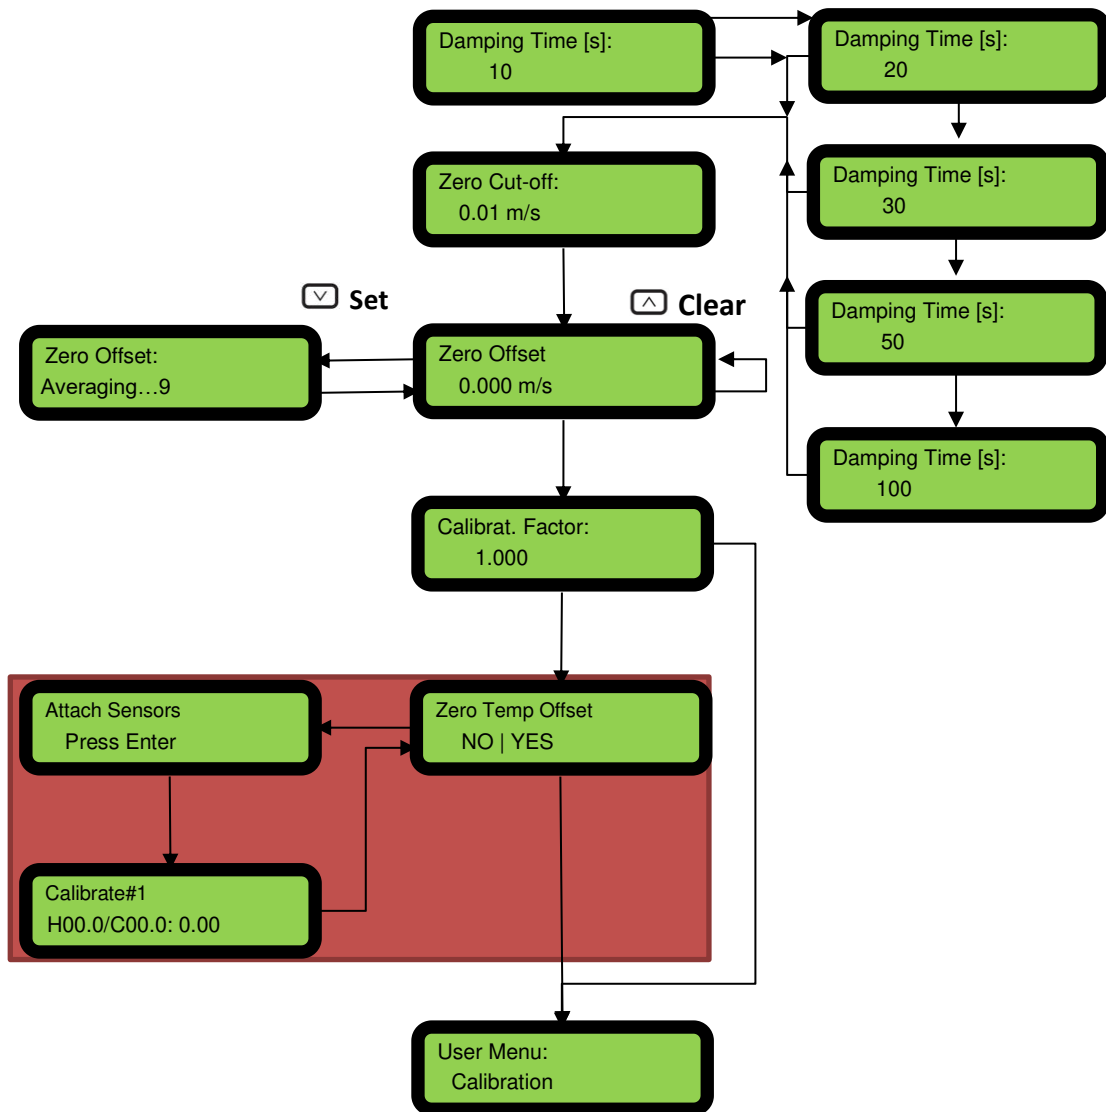 Damping Time [s]:
10
Damping Time [s]:
20
Zero Cut-off:
0.01 m/s
Damping Time [s]:
30
Set
Clear
Damping Time [s]:
50
Zero Offset:
Averaging...9
Zero Offset
0.000 m/s
Damping Time [s]:
100
Calibrat. Factor:
1.000
Attach Sensors
Press Enter
Zero Temp Offset
NO | YES
Calibrate#1
H00.0/C00.0: 0.00
User Menu:
Calibration